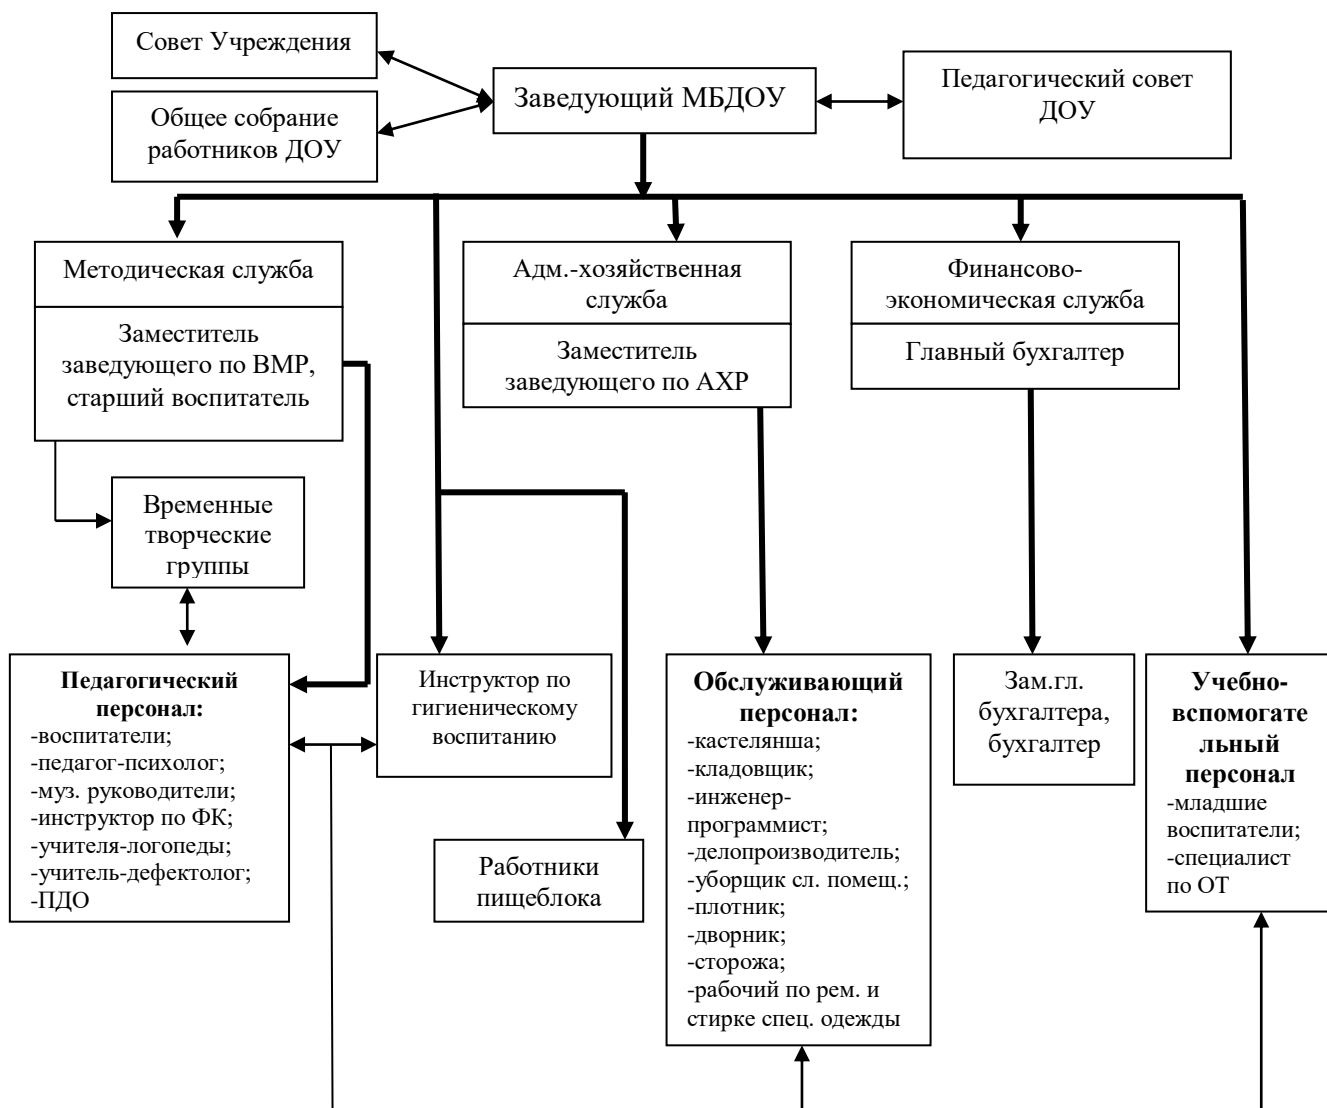 Совет Учреждения
Общее собрание
работников ДОУ
Заведующий МБДОУ
Педагогический совет
ДОУ
Методическая служба
Заместитель
заведующего по ВМР,
старший воспитатель
Адм.-хозяйственная
служба
Заместитель
заведующего по АХР
Финансово-
экономическая служба
Главный бухгалтер
Временные
творческие
группы
Педагогический
персонал:
-воспитатели;
-педагог-психолог;
-муз. руководители;
-инструктор по ФК;
-учителя-логопеды;
-учитель-дефектолог;
-ПДО
Инструктор по
гигиеническому
воспитанию
Работники
пищеблока
Обслуживающий
персонал:
-кастелянша;
-кладовщик;
-инженер-
программист;
-делопроизводитель;
-уборщик сл. помещ.;
-плотник;
-дворник;
-сторожа;
-рабочий по рем. и
стирке спец. одежды
Зам.гл.
бухгалтера,
бухгалтер
Учебно-
вспомогате
льный
персонал
-младшие
воспитатели;
-специалист
по ОТ